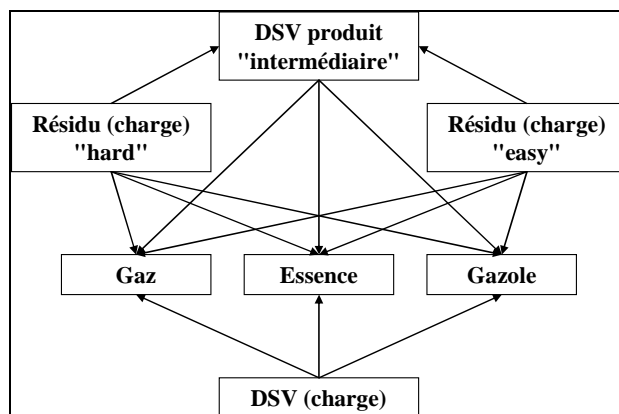 DSV produit
"intermédiaire"
Résidu (charge)
"hard"
Résidu (charge)
"easy"
Gaz
Essence
Gazole
DSV (charge)